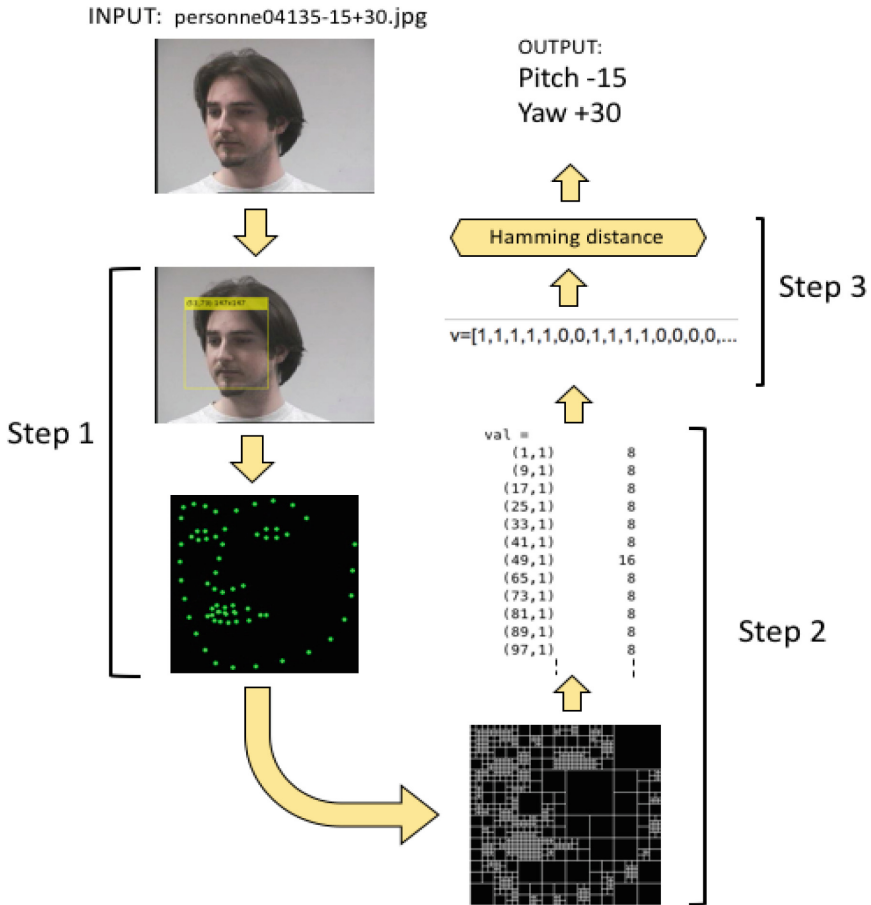 INPUT: personne04135-15+30.jpg
(51,73) 147x147
Step 1
Step 2
val =
(1,1) 8
(9,1) 8
(17,1) 8
(25,1) 8
(33,1) 8
(41,1) 8
(49,1) 16
(65,1) 8
(73,1) 8
(81,1) 8
(89,1) 8
(97,1) 8
Step 3
v=[1,1,1,1,1,0,0,1,1,1,1,0,0,0,0,...
Hamming distance
OUTPUT:
Pitch -15
Yaw +30